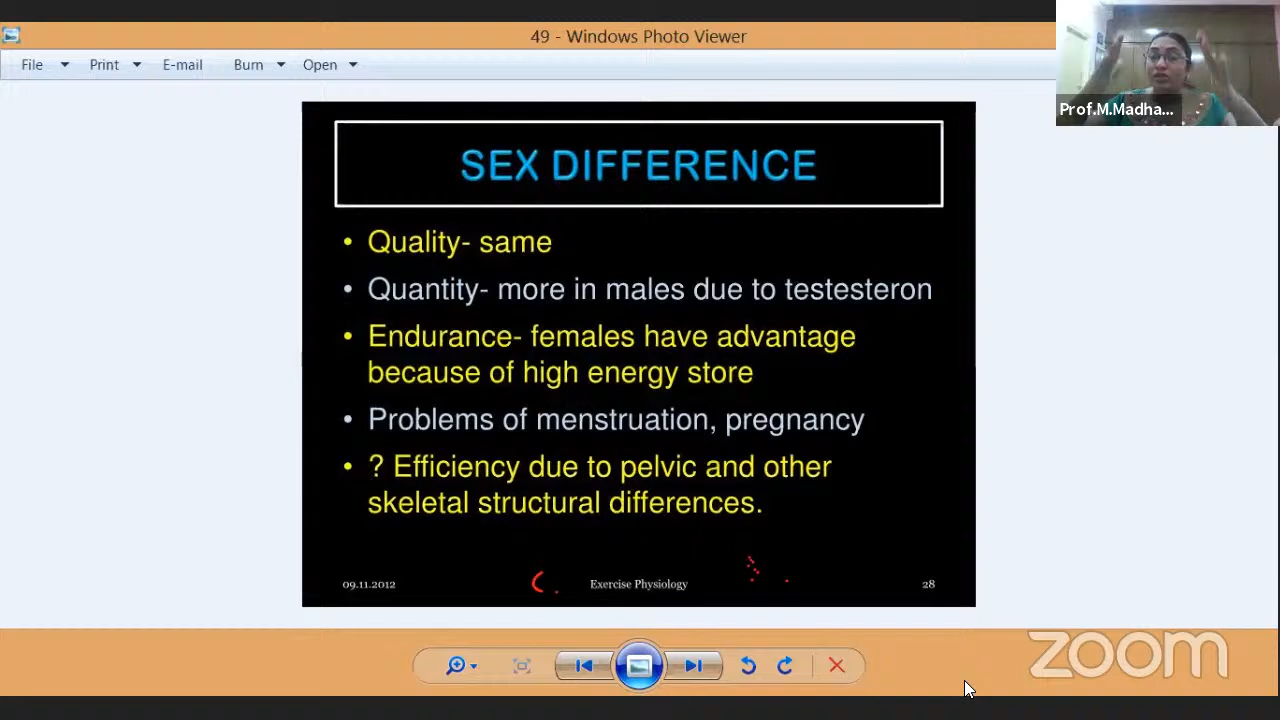 49 - Windows Photo Viewer
File Print E-mail Burn Open
Prof.M.Madha...
SEX DIFFERENCE
• Quality- same
• Quantity- more in males due to testesteron
• Endurance- females have advantage
because of high energy store
• Problems of menstruation, pregnancy
• ? Efficiency due to pelvic and other
skeletal structural differences.
09.11.2012 Exercise Physiology 28
zoom